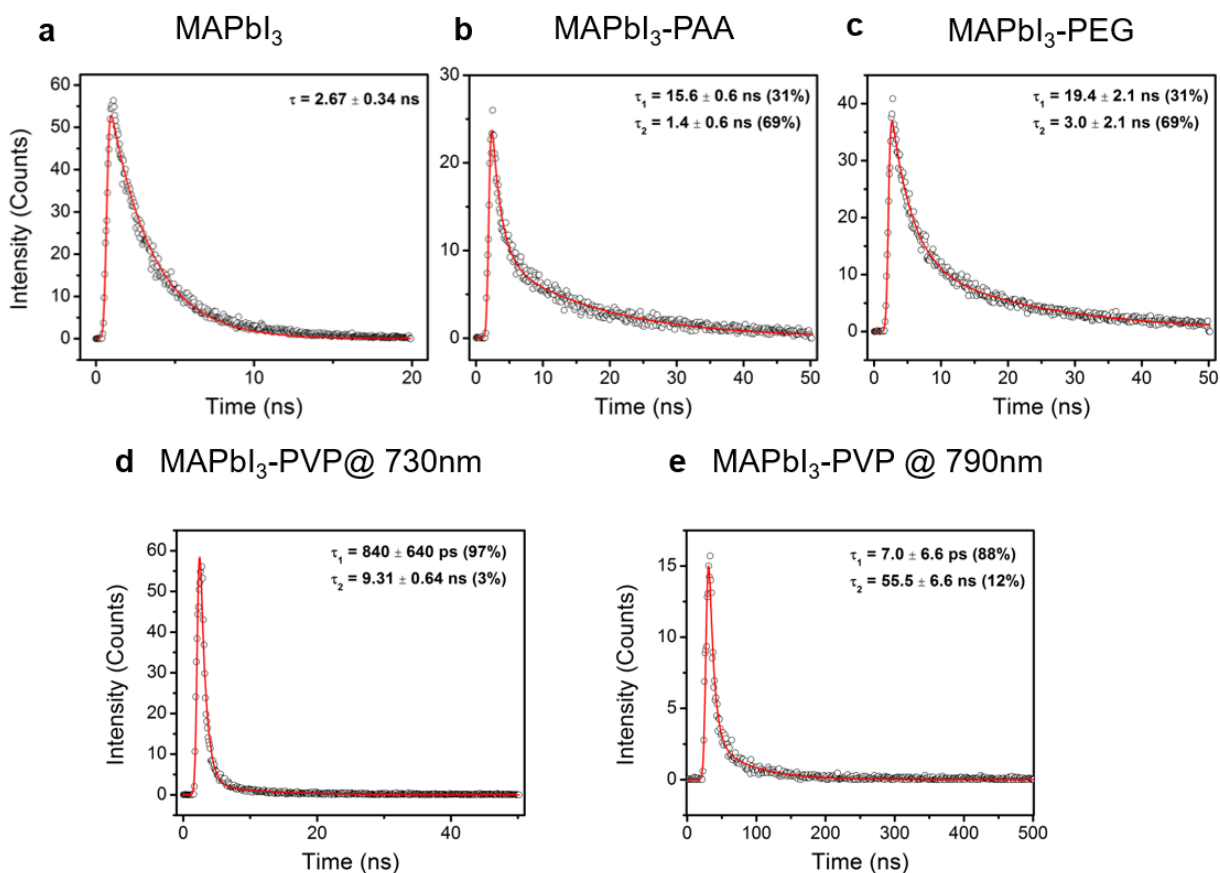 a MAPbI₃
τ = 2.67 ± 0.34 ns
Intensity (Counts)
60
50
40
30
20
10
0
0 10 20
Time (ns)
b MAPbI₃-PAA
τ₁ = 15.6 ± 0.6 ns (31%)
τ₂ = 1.4 ± 0.6 ns (69%)
30
20
10
0
0 10 20 30 40 50
Time (ns)
c MAPbI₃-PEG
τ₁ = 19.4 ± 2.1 ns (31%)
τ₂ = 3.0 ± 2.1 ns (69%)
40
30
20
10
0
0 10 20 30 40 50
Time (ns)
d MAPbI₃-PVP@ 730nm
τ₁ = 840 ± 640 ps (97%)
τ₂ = 9.31 ± 0.64 ns (3%)
Intensity (Counts)
60
50
40
30
20
10
0
0 20 40
Time (ns)
e MAPbI₃-PVP @ 790nm
τ₁ = 7.0 ± 6.6 ps (88%)
τ₂ = 55.5 ± 6.6 ns (12%)
Intensity (Counts)
15
10
5
0
0 100 200 300 400 500
Time (ns)